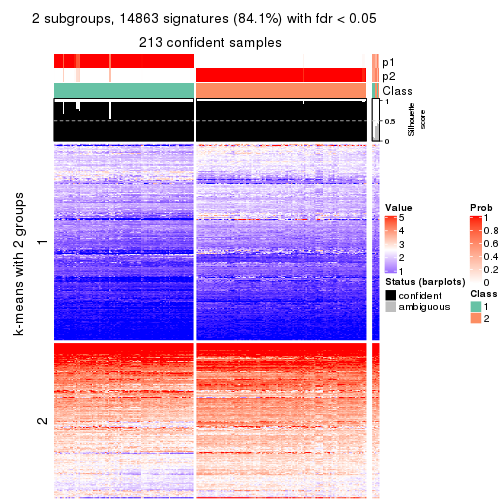 2 subgroups, 14863 signatures (84.1%) with fdr < 0.05
213 confident samples
p1
p2
Class
1
0.5
0
Silhouette
score
k-means with 2 groups
1
2
Value
5
4
3
2
1
Status (barplots)
confident
ambiguous
Prob
1
0.8
0.6
0.4
0.2
0
Class
1
2